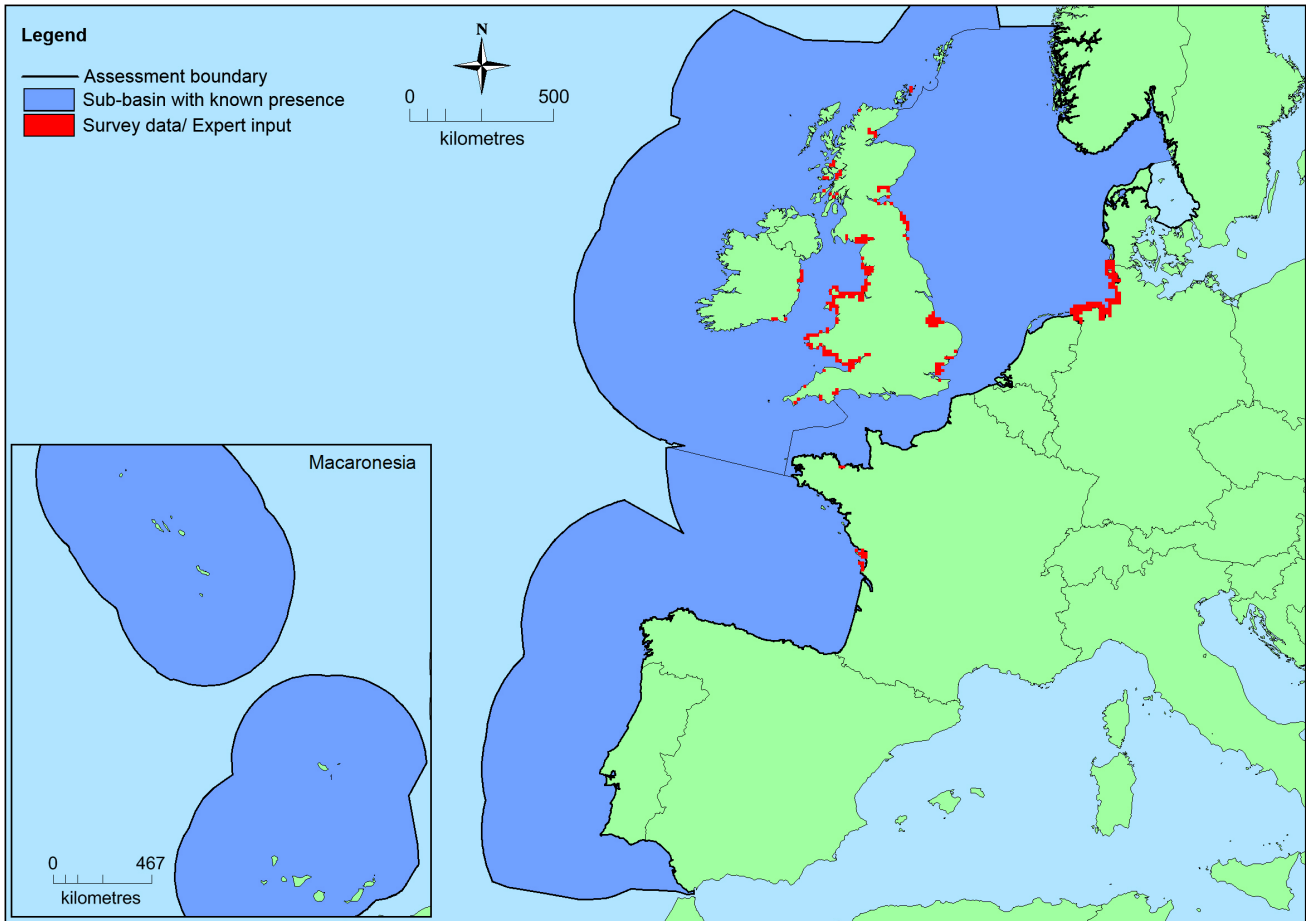 Legend
Assessment boundary
Sub-basin with known presence
Survey data/ Expert input
N
0 500
kilometres
Macaronesia
0 467
kilometres